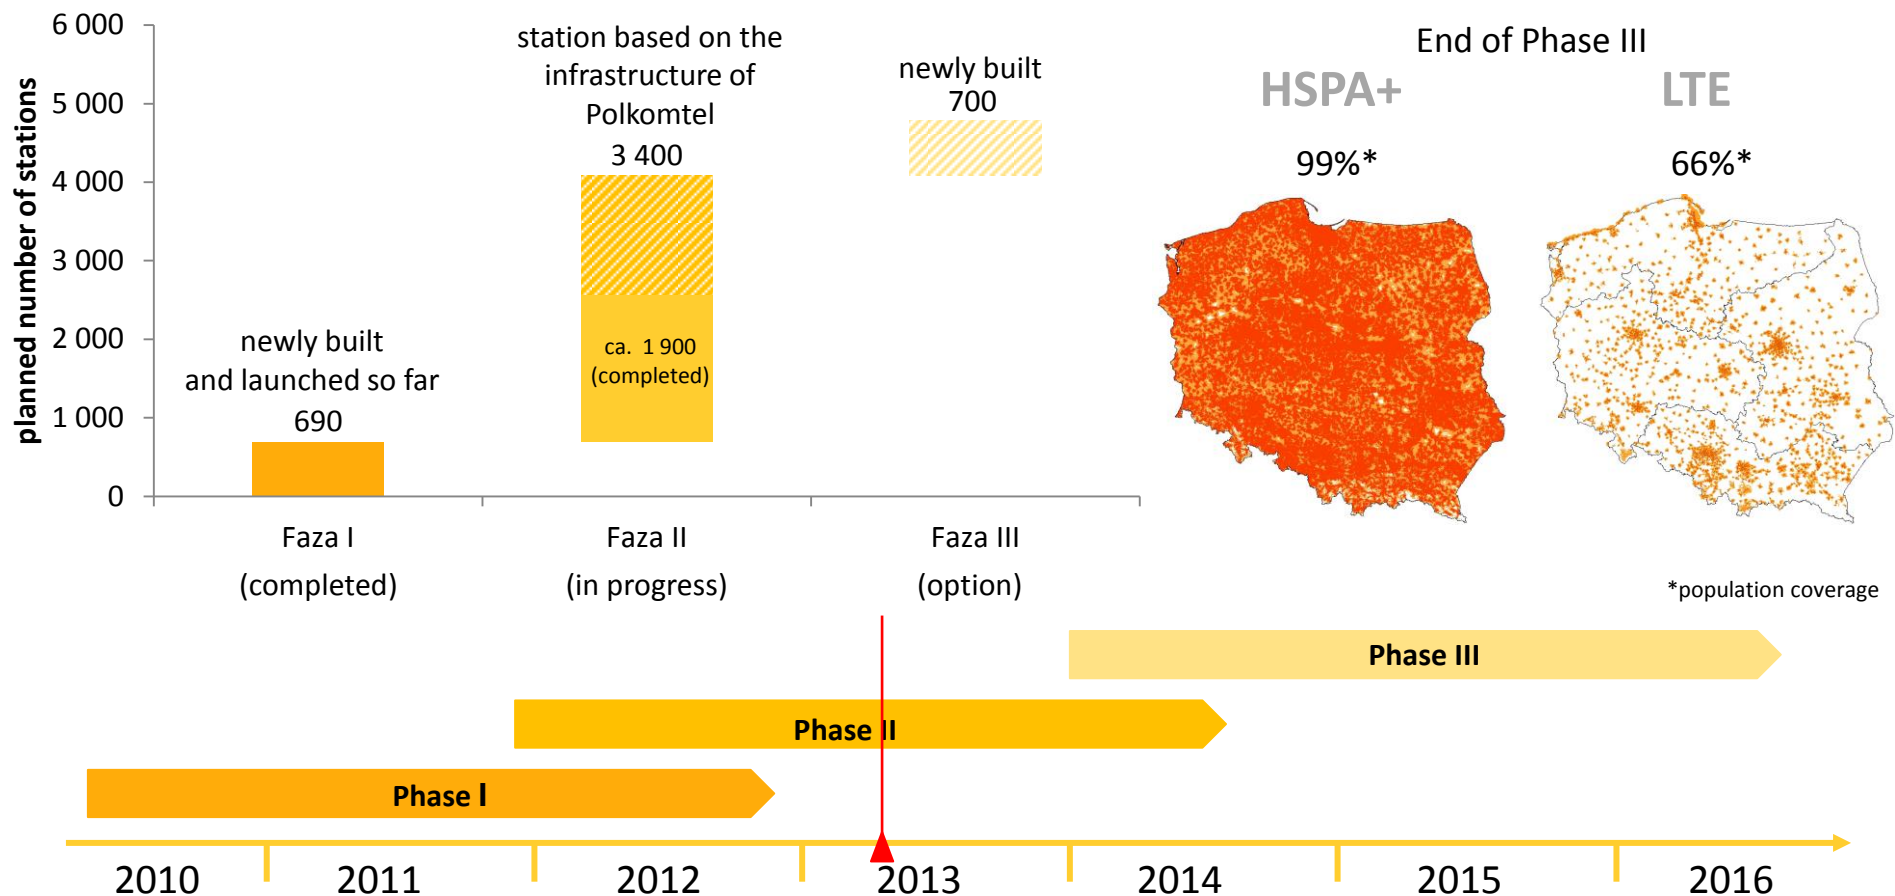 planned number of stations
6 000
5 000
4 000
3 000
2 000
1 000
0
newly built
and launched so far
690
station based on the
infrastructure of
Polkomtel
3 400
ca. 1 900
(completed)
newly built
700
Faza I
(completed)
Faza II
(in progress)
Faza III
(option)
End of Phase III
HSPA+
LTE
99%*
66%*
*population coverage
Phase III
Phase II
Phase I
2010
2011
2012
2013
2014
2015
2016